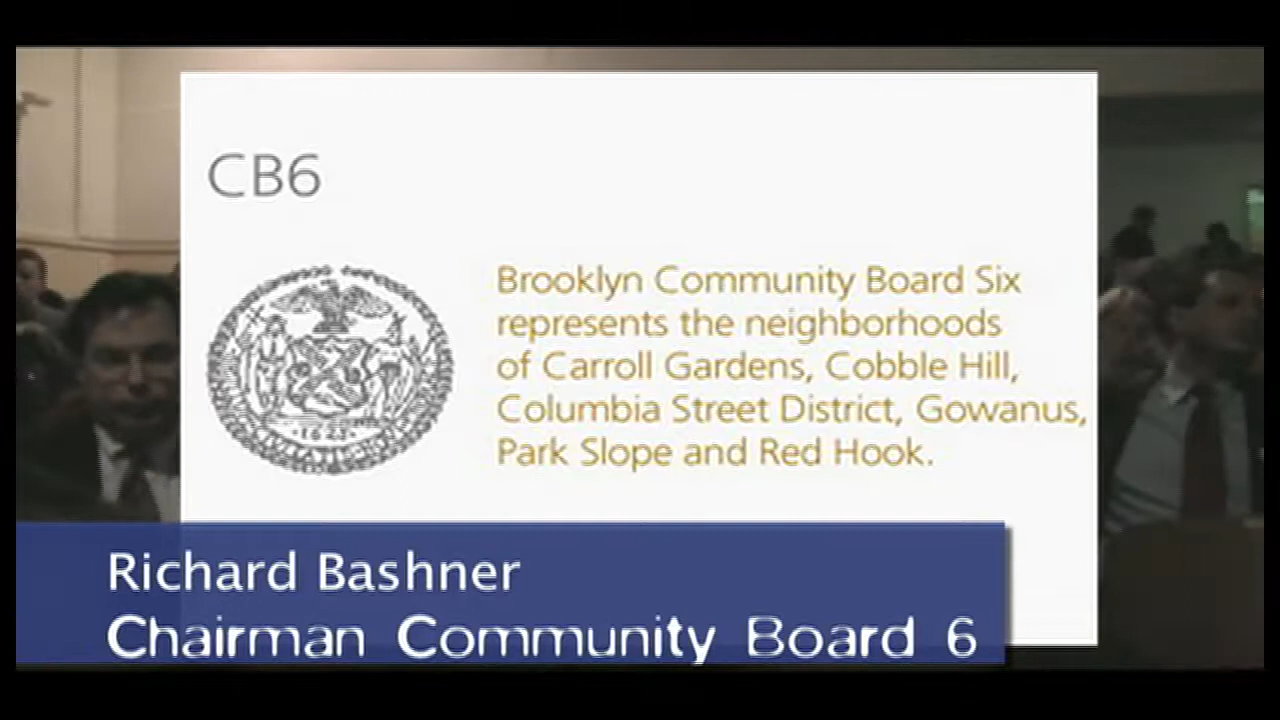 CB6
Brooklyn Community Board Six
represents the neighborhoods
of Carroll Gardens, Cobble Hill,
Columbia Street District, Gowanus,
Park Slope and Red Hook.
Richard Bashner
Chairman Community Board 6